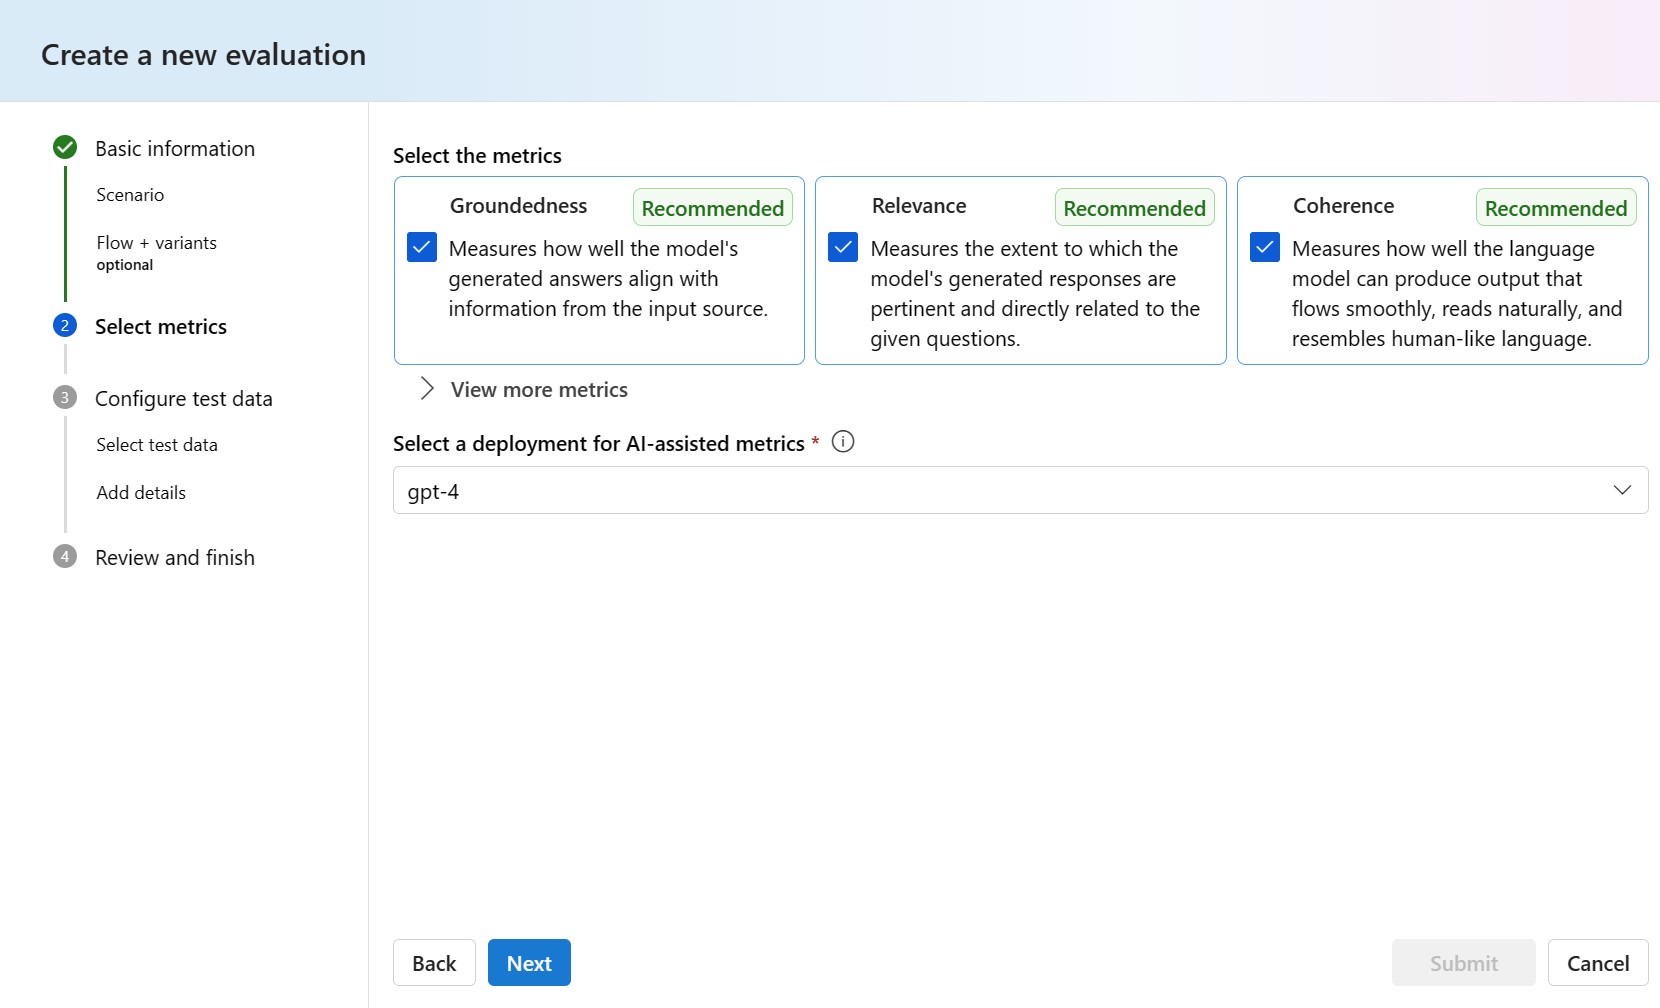 Create a new evaluation
Basic information
Scenario
Flow + variants
optional
2 Select metrics
3 Configure test data
Select test data
Add details
4 Review and finish
Select the metrics
Groundedness Recommended
Measures how well the model's
generated answers align with
information from the input source.
Relevance Recommended
Measures the extent to which the
model's generated responses are
pertinent and directly related to the
given questions.
Coherence Recommended
Measures how well the language
model can produce output that
flows smoothly, reads naturally, and
resembles human-like language.
View more metrics
Select a deployment for AI-assisted metrics *
gpt-4
Back Next Submit Cancel